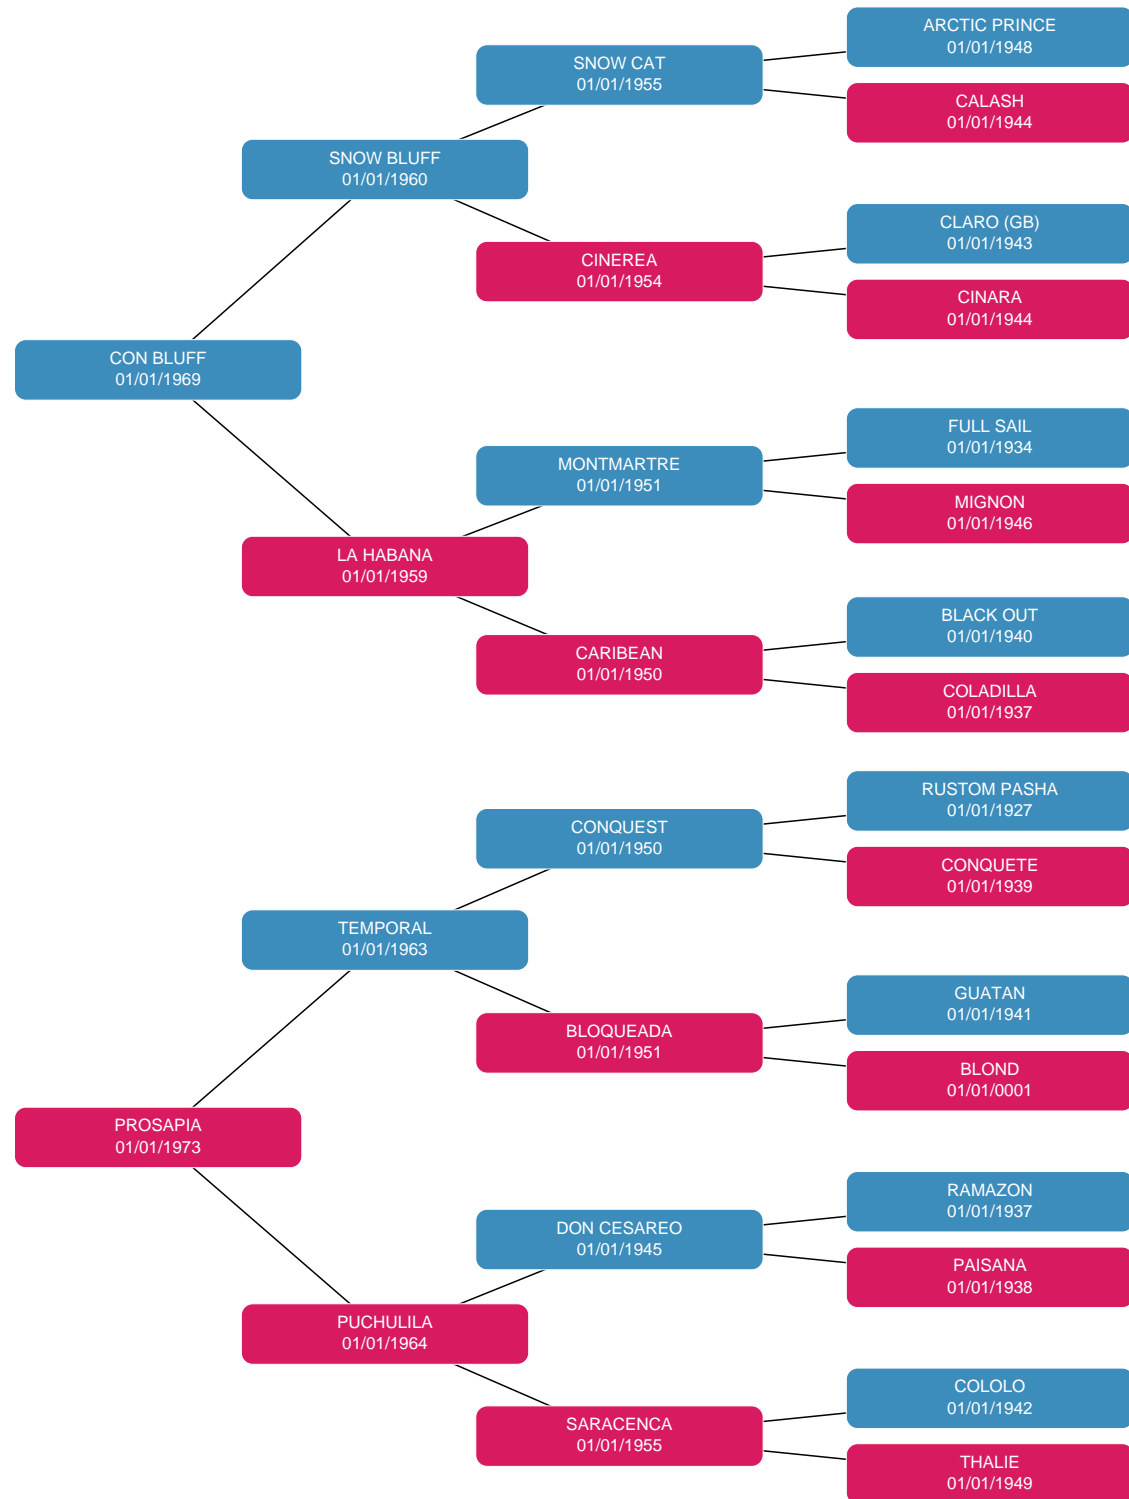 ARCTIC PRINCE
01/01/1948
SNOW CAT
01/01/1955
CALASH
01/01/1944
SNOW BLUFF
01/01/1960
CLARO (GB)
01/01/1943
CINEREA
01/01/1954
CINARA
01/01/1944
CON BLUFF
01/01/1969
FULL SAIL
01/01/1934
MONTMARTRE
01/01/1951
MIGNON
01/01/1946
LA HABANA
01/01/1959
BLACK OUT
01/01/1940
CARIBEAN
01/01/1950
COLADILLA
01/01/1937
RUSTOM PASHA
01/01/1927
CONQUEST
01/01/1950
CONQUETE
01/01/1939
TEMPORAL
01/01/1963
GUATAN
01/01/1941
BLOQUEADA
01/01/1951
BLOND
01/01/0001
PROSAPIA
01/01/1973
RAMAZON
01/01/1937
DON CESAREO
01/01/1945
PAISANA
01/01/1938
PUCHULILA
01/01/1964
COLOLO
01/01/1942
SARACENCA
01/01/1955
THALIE
01/01/1949